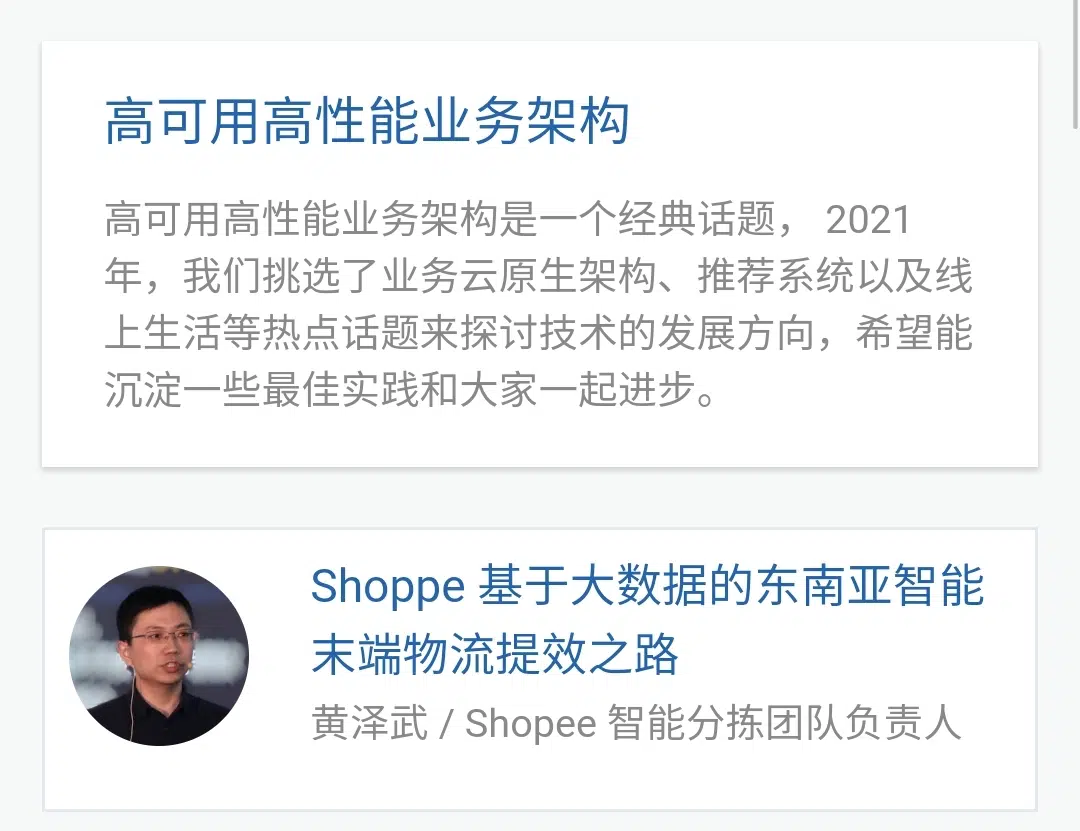 高可用高性能业务架构
高可用高性能业务架构是一个经典话题， 2021
年，我们挑选了业务云原生架构、推荐系统以及线
上生活等热点话题来探讨技术的发展方向，希望能
沉淀一些最佳实践和大家一起进步。
Shoppe 基于大数据的东南亚智能
末端物流提效之路
黄泽武 / Shopee 智能分拣团队负责人